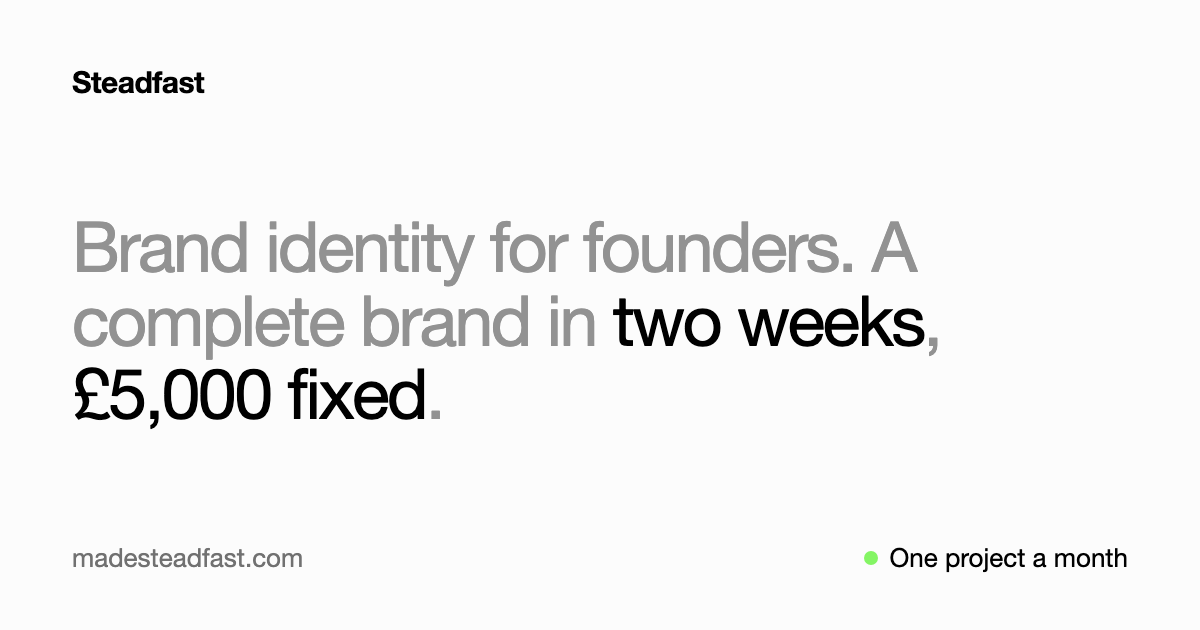 Steadfast
Brand identity for founders. A
complete brand in two weeks,
£5,000 fixed.
madesteadfast.com
One project a month